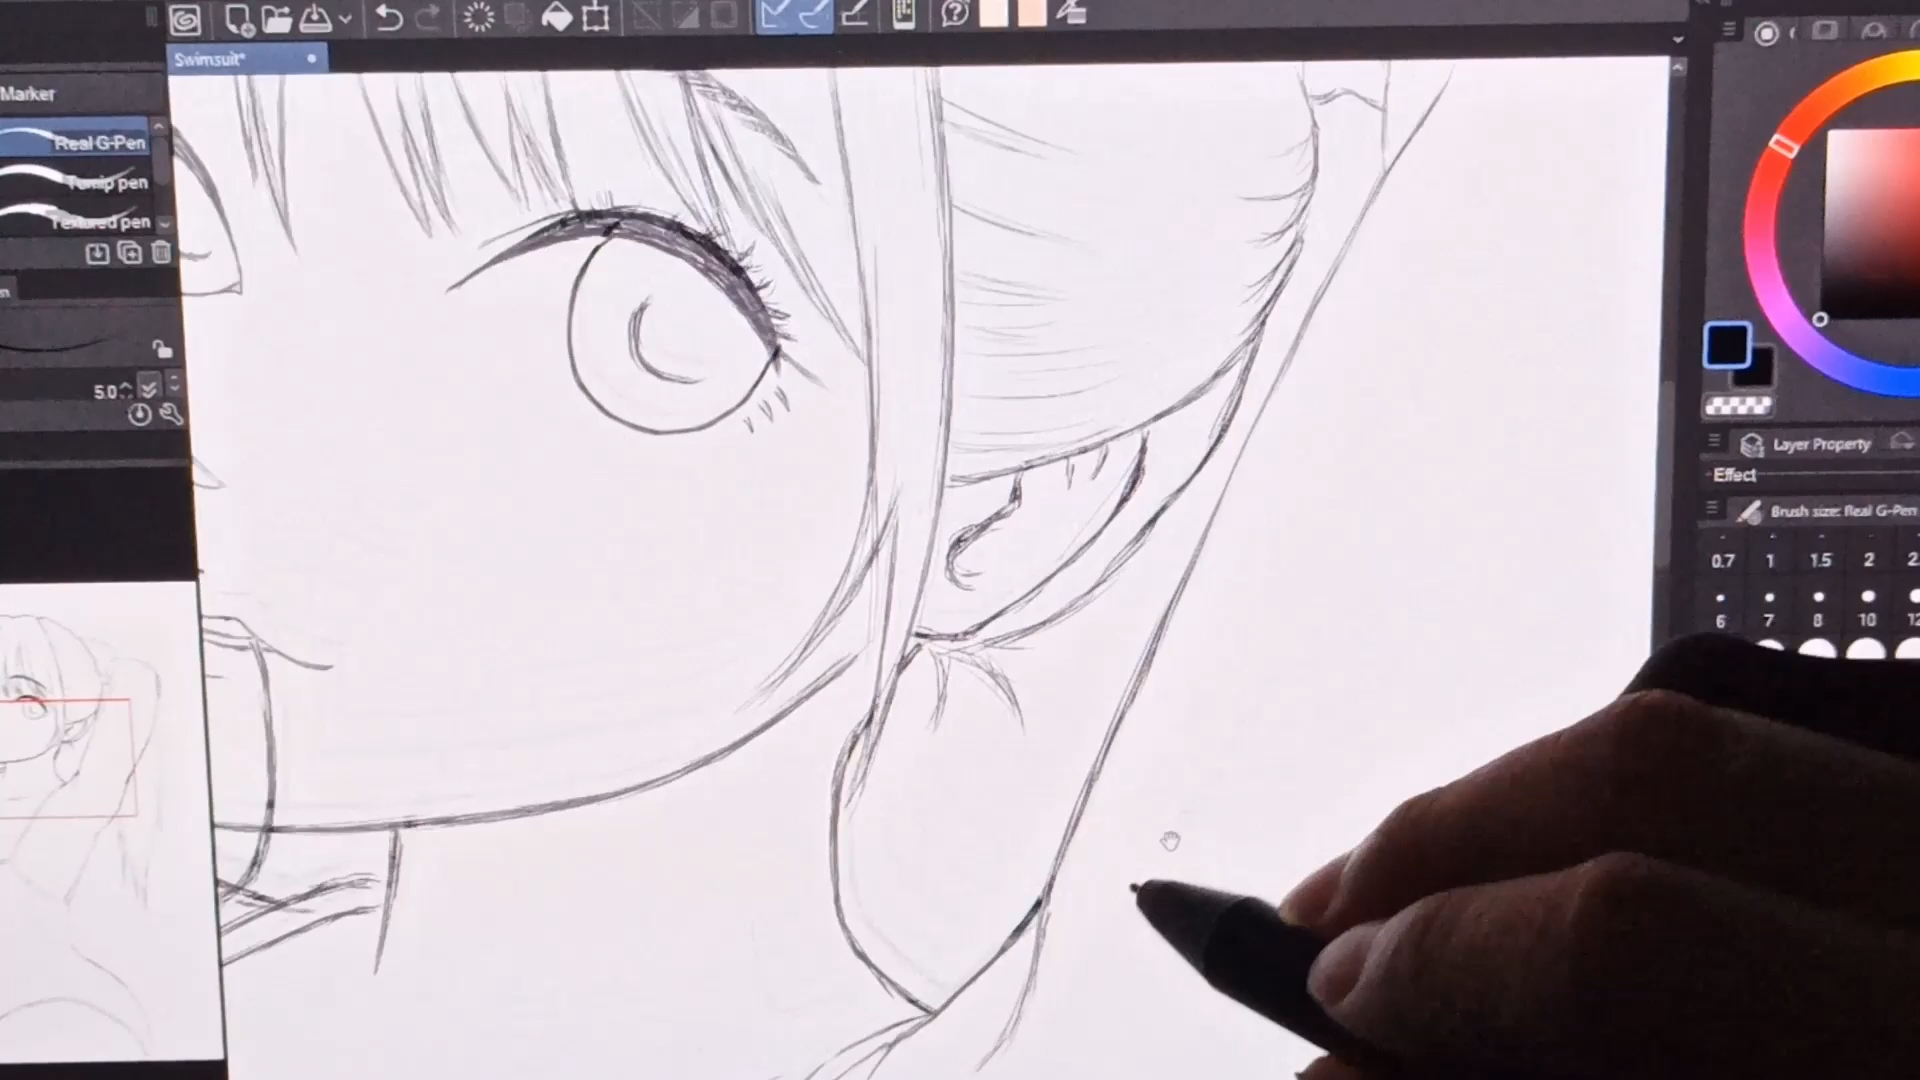 Swimsuit*
Marker
Real G-Pen
Turnip pen
Textured pen
5.0
Layer Property
Effect
Brush size: Real G-Pen
0.7 1 1.5 2
6 7 8 10 12